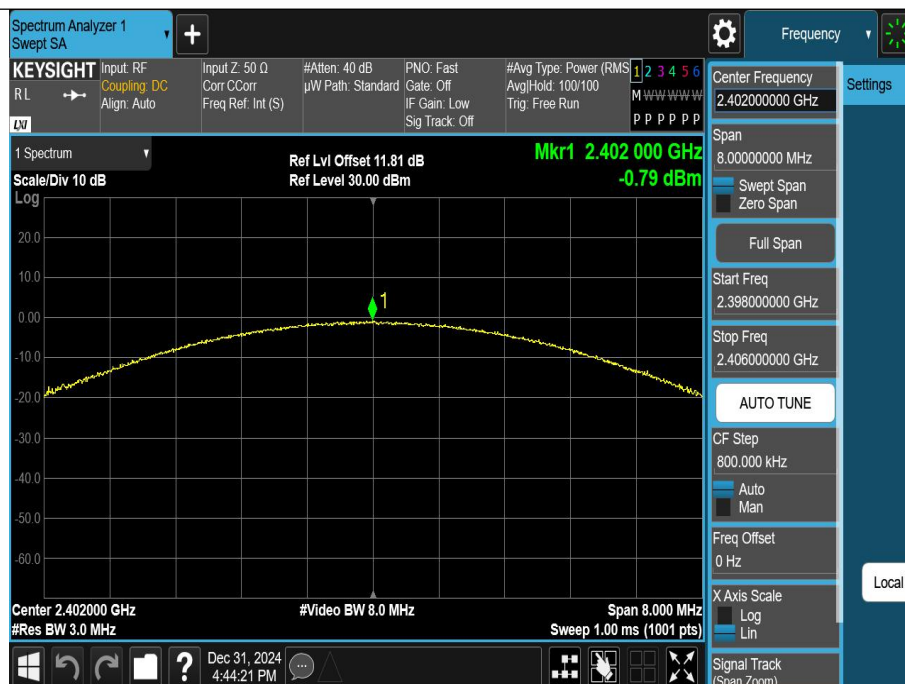 Spectrum Analyzer 1
Swept SA
+
Frequency
KEYSIGHT
RL
LXI
Input: RF
Coupling: DC
Align: Auto
Input Z: 50 Ω
Corr CCorr
Freq Ref: Int (S)
#Atten: 40 dB
µW Path: Standard
PNO: Fast
Gate: Off
IF Gain: Low
Sig Track: Off
#Avg Type: Power (RMS
Avg|Hold: 100/100
Trig: Free Run
1 2 3 4 5 6
M W W W W W
P P P P P P
1 Spectrum
Scale/Div 10 dB
Log
Ref Lvl Offset 11.81 dB
Ref Level 30.00 dBm
Mkr1 2.402 000 GHz
-0.79 dBm
20.0
10.0
0.00
-10.0
-20.0
-30.0
-40.0
-50.0
-60.0
1
Center 2.402000 GHz
#Res BW 3.0 MHz
#Video BW 8.0 MHz
Span 8.000 MHz
Sweep 1.00 ms (1001 pts)
?
Dec 31, 2024
4:44:21 PM
Center Frequency
2.402000000 GHz
Span
8.00000000 MHz
Swept Span
Zero Span
Full Span
Start Freq
2.398000000 GHz
Stop Freq
2.406000000 GHz
AUTO TUNE
CF Step
800.000 kHz
Auto
Man
Freq Offset
0 Hz
X Axis Scale
Log
Lin
Signal Track
(Span Zoom)
Settings
Local